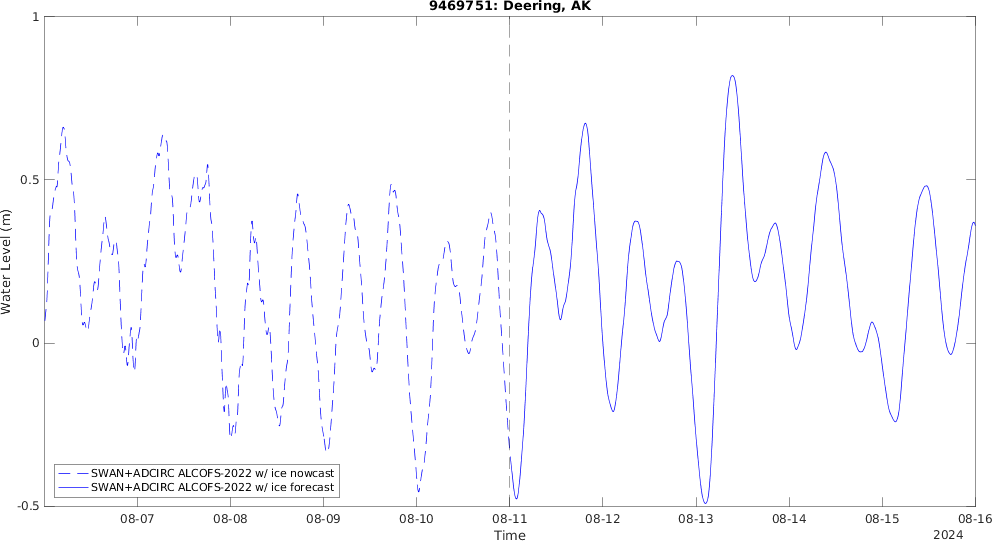 9469751: Deering, AK
1
0.5
0
-0.5
Water Level (m)
SWAN+ADCIRC ALCOFS-2022 w/ ice nowcast
SWAN+ADCIRC ALCOFS-2022 w/ ice forecast
08-07 08-08 08-09 08-10 08-11 08-12 08-13 08-14 08-15 08-16
Time
2024